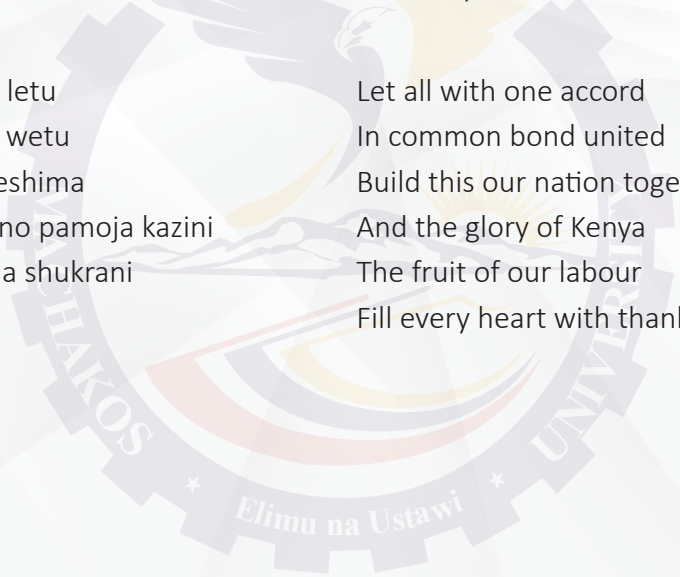 letu
wetu
eshima
no pamoja kazini
a shukrani
Let all with one accord
In common bond united
Build this our nation toge
And the glory of Kenya
The fruit of our labour
Fill every heart with thank
CHAKOS
UNIVERSI
Elimu na Ustawi